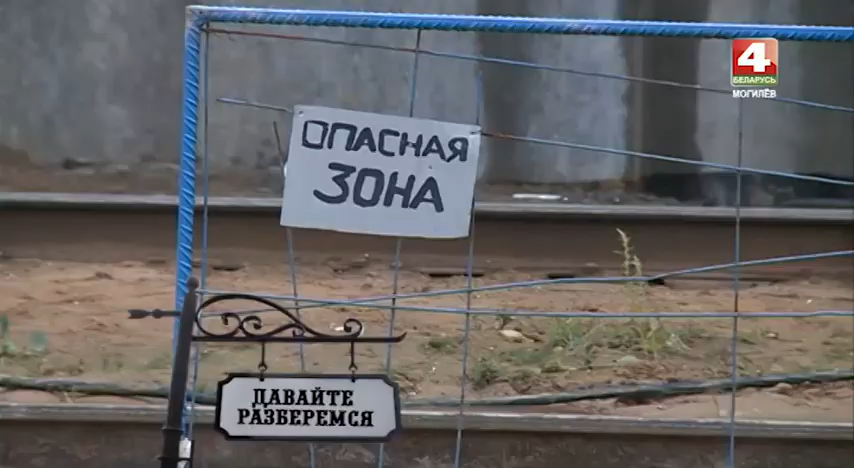 4
БЕЛАРУСЬ
МОГИЛЁВ
ОПАСНАЯ
ЗОНА
ДАВАЙТЕ
РАЗБЕРЕМСЯ